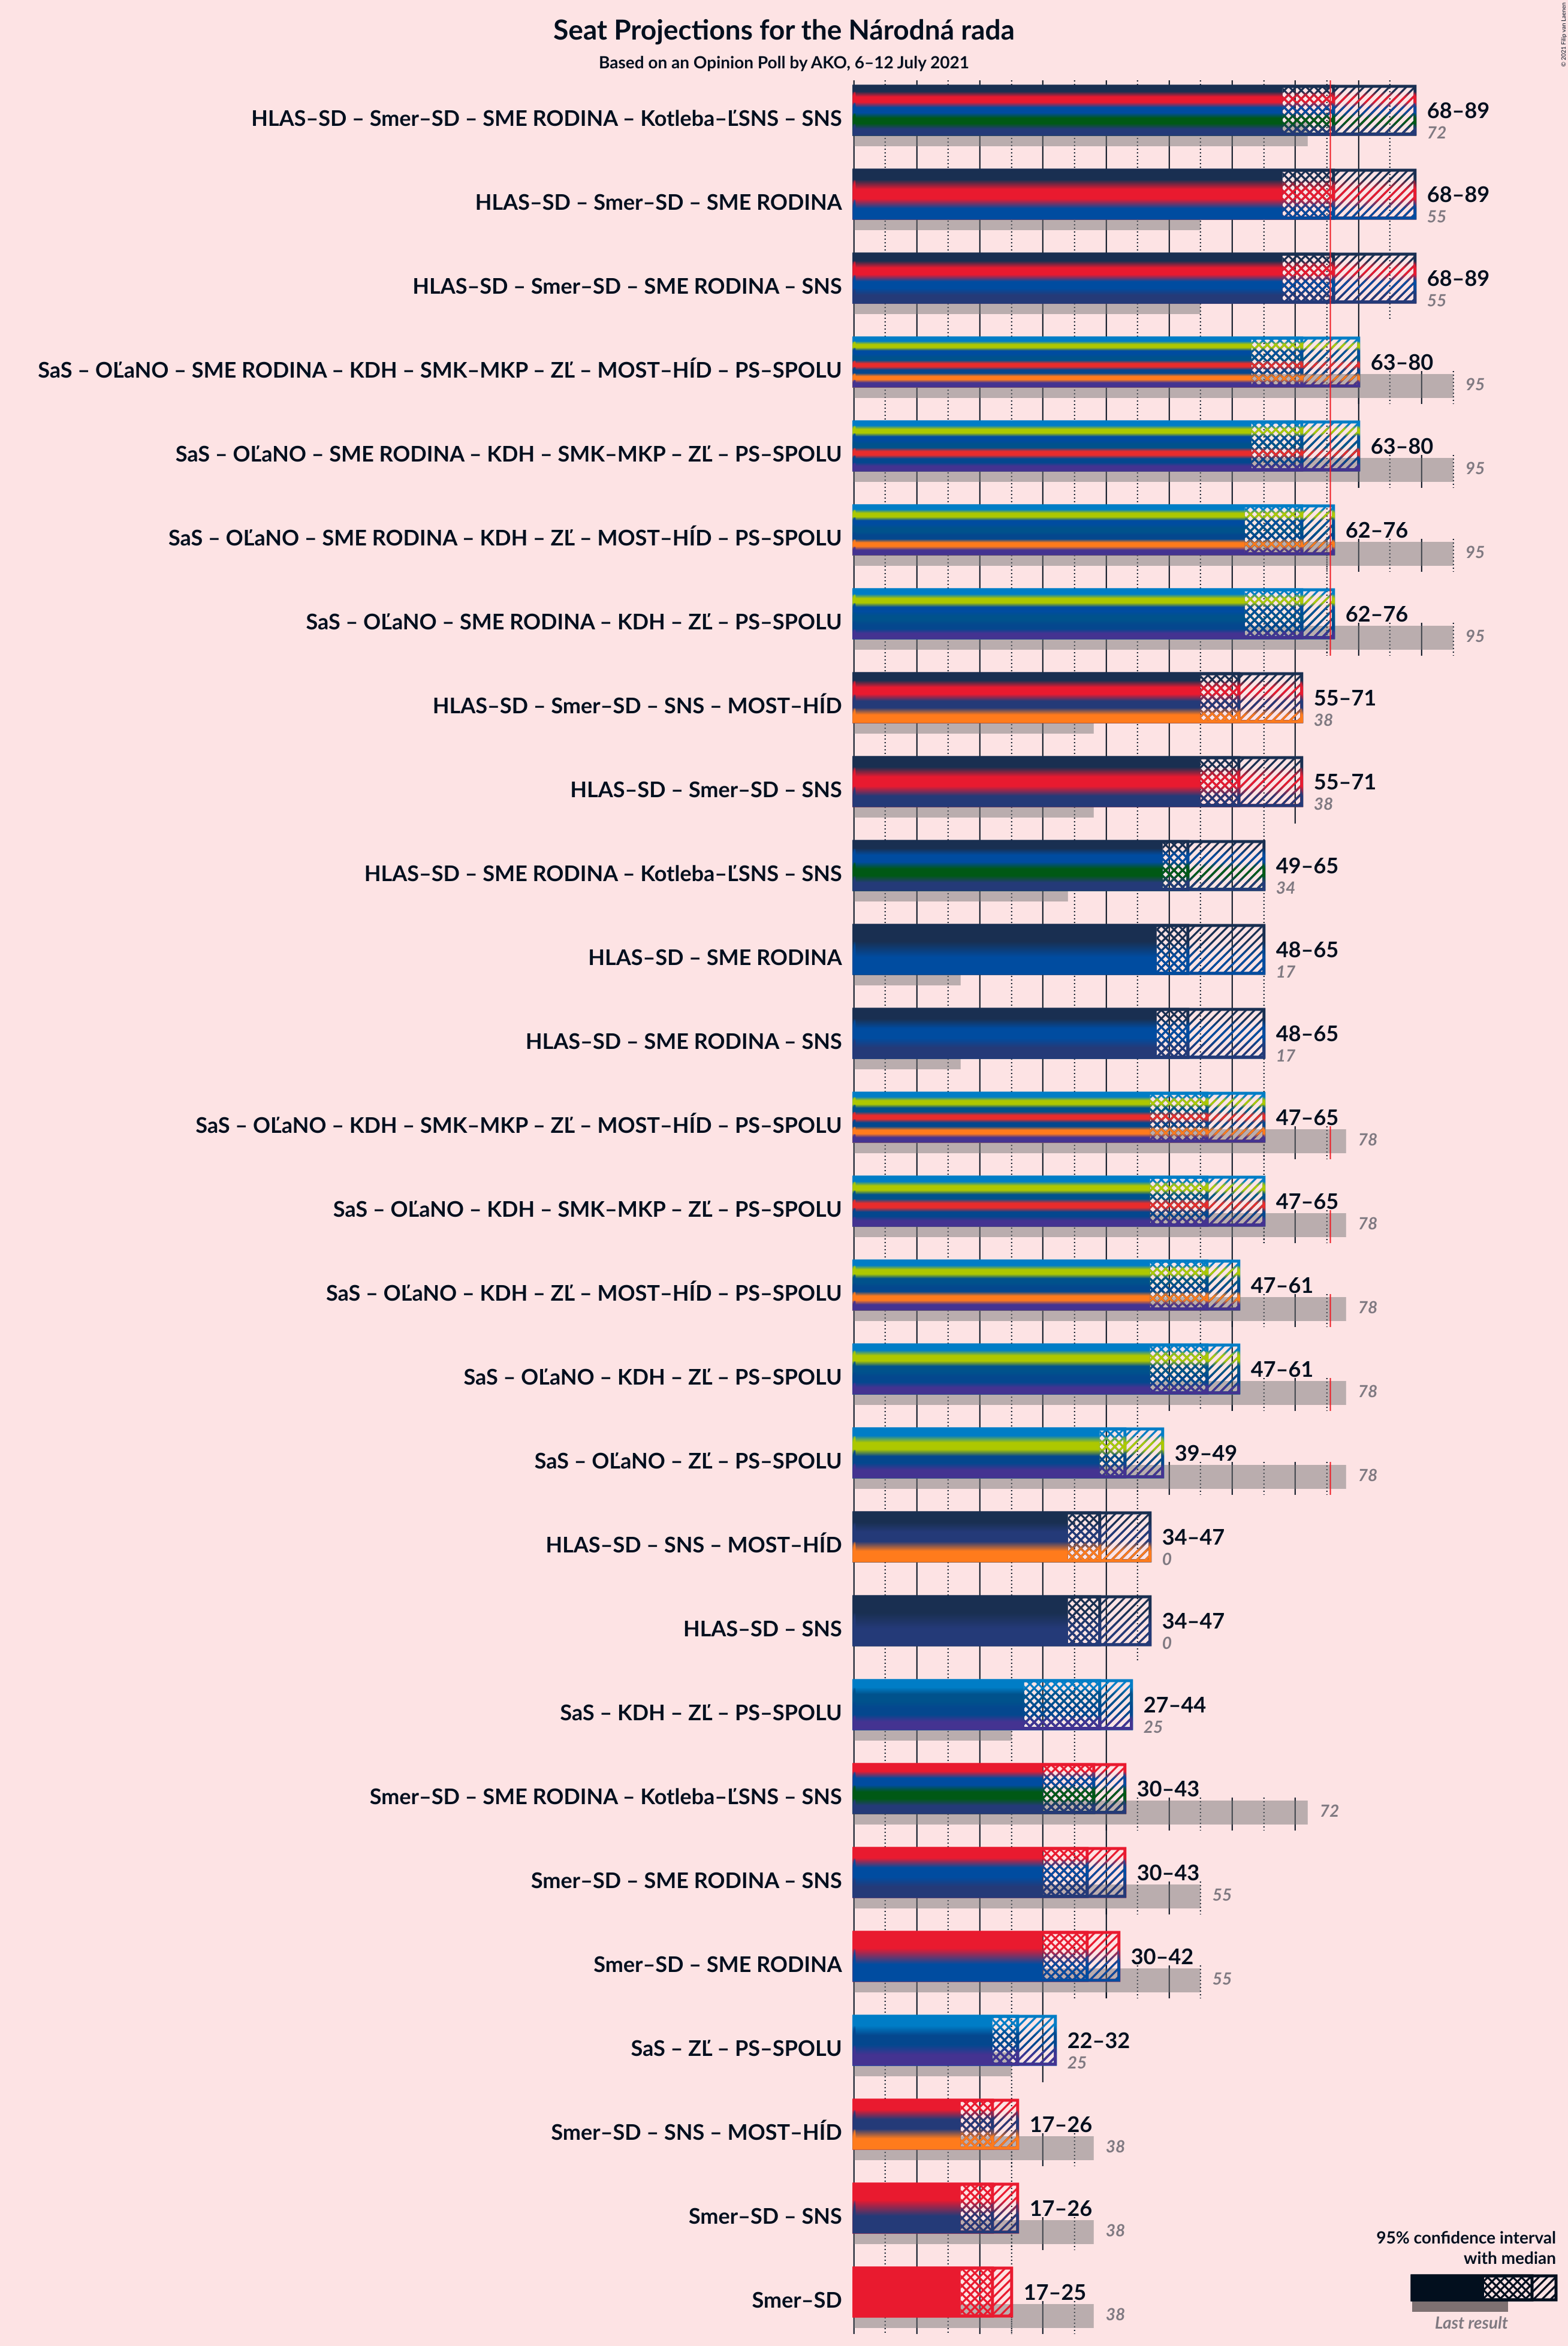 Seat Projections for the Národná rada
Based on an Opinion Poll by AKO, 6–12 July 2021
© 2021 Filip van Laenen
HLAS–SD – Smer–SD – SME RODINA – Kotleba–ĽSNS – SNS
68–89
72
HLAS–SD – Smer–SD – SME RODINA
68–89
55
HLAS–SD – Smer–SD – SME RODINA – SNS
68–89
55
SaS – OĽaNO – SME RODINA – KDH – SMK–MKP – ZĽ – MOST–HÍD – PS–SPOLU
63–80
95
SaS – OĽaNO – SME RODINA – KDH – SMK–MKP – ZĽ – PS–SPOLU
63–80
95
SaS – OĽaNO – SME RODINA – KDH – ZĽ – MOST–HÍD – PS–SPOLU
62–76
95
SaS – OĽaNO – SME RODINA – KDH – ZĽ – PS–SPOLU
62–76
95
HLAS–SD – Smer–SD – SNS – MOST–HÍD
55–71
38
HLAS–SD – Smer–SD – SNS
55–71
38
HLAS–SD – SME RODINA – Kotleba–ĽSNS – SNS
49–65
34
HLAS–SD – SME RODINA
48–65
17
HLAS–SD – SME RODINA – SNS
48–65
17
SaS – OĽaNO – KDH – SMK–MKP – ZĽ – MOST–HÍD – PS–SPOLU
47–65
78
SaS – OĽaNO – KDH – SMK–MKP – ZĽ – PS–SPOLU
47–65
78
SaS – OĽaNO – KDH – ZĽ – MOST–HÍD – PS–SPOLU
47–61
78
SaS – OĽaNO – KDH – ZĽ – PS–SPOLU
47–61
78
SaS – OĽaNO – ZĽ – PS–SPOLU
39–49
78
HLAS–SD – SNS – MOST–HÍD
34–47
0
HLAS–SD – SNS
34–47
0
SaS – KDH – ZĽ – PS–SPOLU
27–44
25
Smer–SD – SME RODINA – Kotleba–ĽSNS – SNS
30–43
72
Smer–SD – SME RODINA – SNS
30–43
55
Smer–SD – SME RODINA
30–42
55
SaS – ZĽ – PS–SPOLU
22–32
25
Smer–SD – SNS – MOST–HÍD
17–26
38
Smer–SD – SNS
17–26
38
Smer–SD
17–25
38
95% confidence interval
with median
Last result